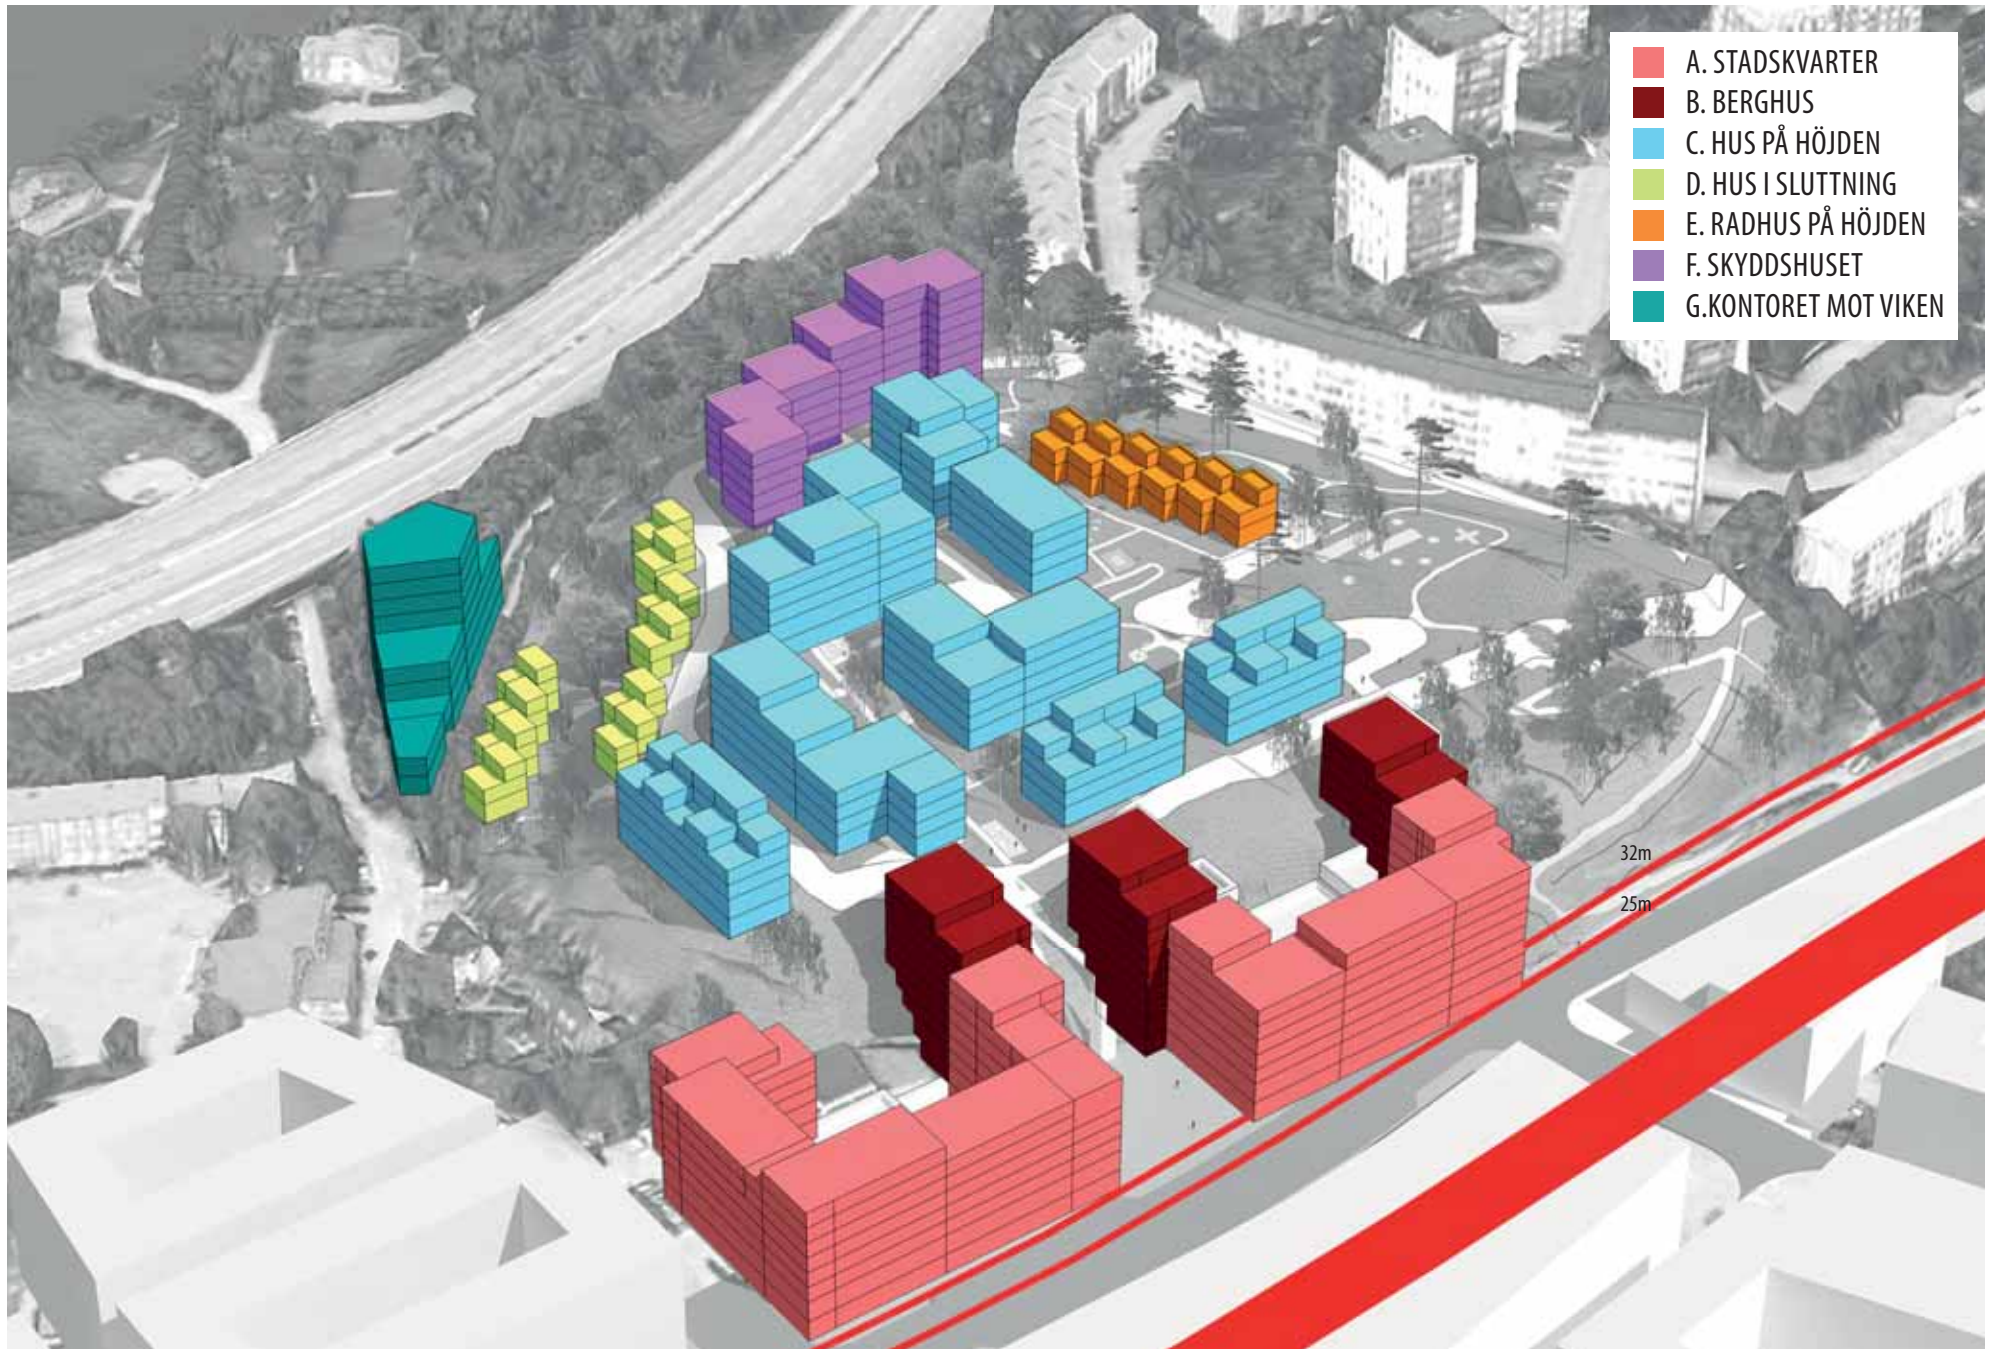 A. STADSKVARTER
B. BERGHUS
C. HUS PÅ HÖJDEN
D. HUS I SLUTTNING
E. RADHUS PÅ HÖJDEN
F. SKYDDSHUSET
G.KONTORET MOT VIKEN
32m
25m